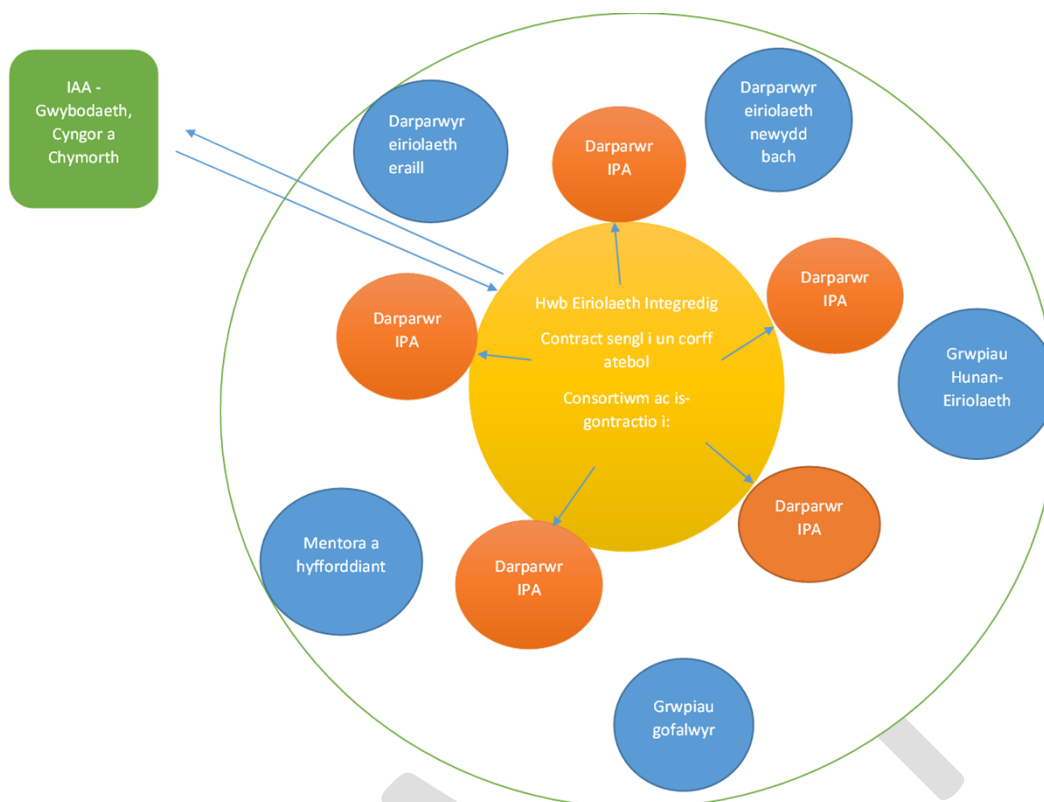 IAA -
Gwybodaeth,
Cyngor a
Chymorth
Darparwyr
eiriolaeth
eraill
Darparwr
IPA
Darparwyr
eiriolaeth
newydd
bach
Darparwr
IPA
Darparwr
IPA
Hwb Eiriolaeth Integredig
Contract sengl i un corff
atebol
Consortiwm ac is-
gontractio i:
Grwpiau
Hunan-
Eiriolaeth
Darparwr
IPA
Mentora a
hyfforddiant
Darparwr
IPA
Grwpiau
gofalwyr